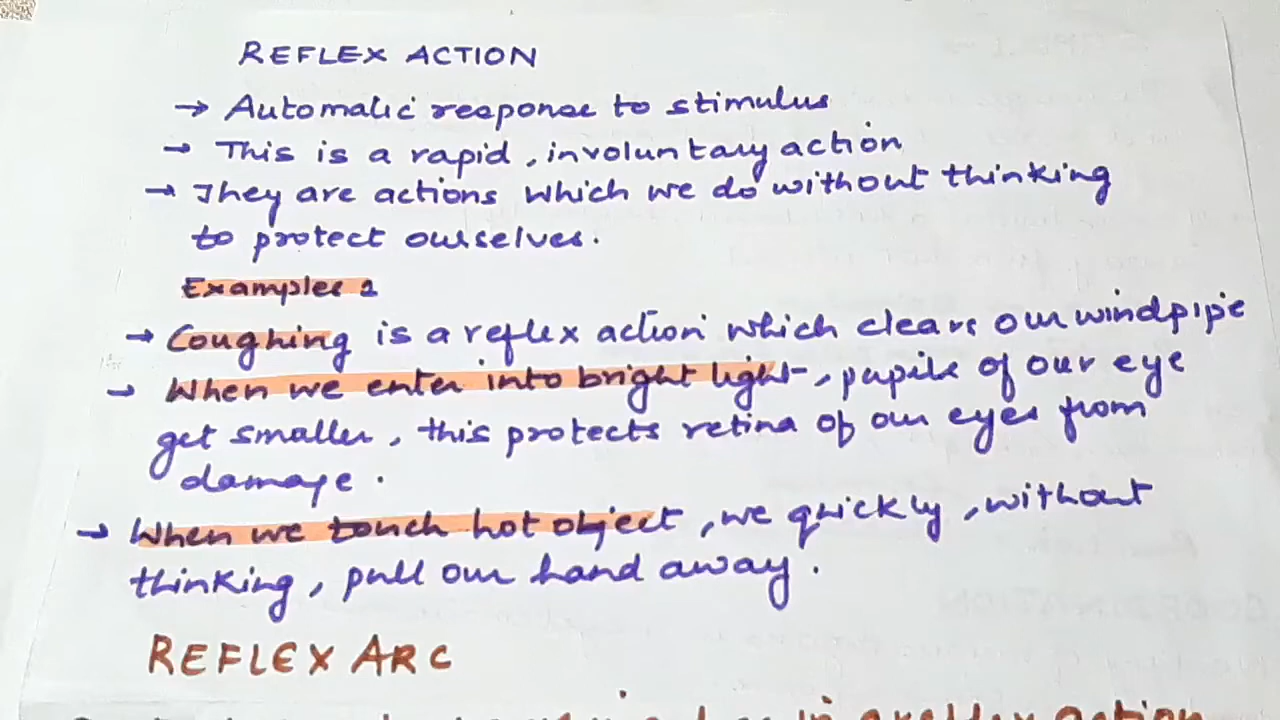 REFLEX ACTION
→ Automatic response to stimulus
→ This is a rapid, involuntary action
→ They are actions which we do without thinking
to protect ourselves.
Examples
→ Coughing is a reflex action which clears our windpipe
→ When we enter into bright light, pupils of our eye
get smaller, this protects retina of our eyes from
damage.
→ When we touch hot object, we quickly, without
thinking, pull our hand away.
REFLEX ARC
in a reflex action